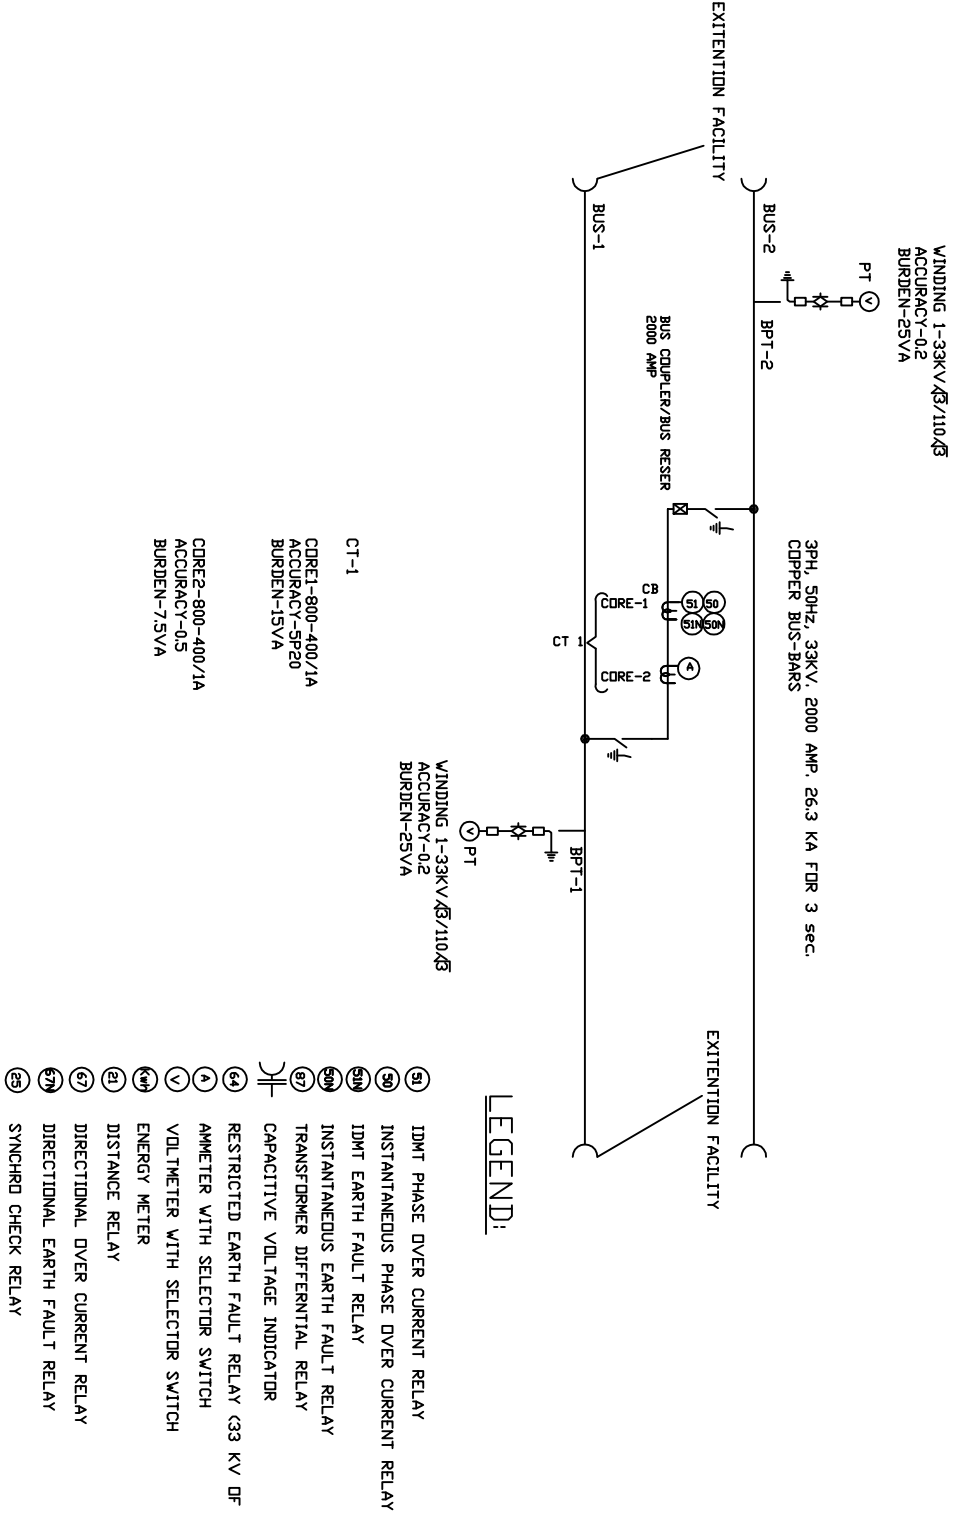 WINDING 1-33KV/√3/110/√3
ACCURACY-0.2
BURDEN-25VA
PT
V
BUS-2
BPT-2
3PH, 50Hz, 33KV, 2000 AMP, 26.3 KA FOR 3 sec.
COPPER BUS-BARS
EXITENTION FACILITY
EXITENTION FACILITY
BUS COUPLER/BUS RESER
2000 AMP
CB
51
50
51N
50N
CORE-1
A
CORE-2
CT 1
BUS-1
BPT-1
PT
V
WINDING 1-33KV/√3/110/√3
ACCURACY-0.2
BURDEN-25VA
CT-1
CORE1-800-400/1A
ACCURACY-5P20
BURDEN-15VA
CORE2-800-400/1A
ACCURACY-0.5
BURDEN-7.5VA
LEGEND:
51 IDMT PHASE OVER CURRENT RELAY
50 INSTANTANEOUS PHASE OVER CURRENT RELAY
51N IDMT EARTH FAULT RELAY
50N INSTANTANEOUS EARTH FAULT RELAY
87 TRANSFORMER DIFFERNTIAL RELAY
CAPACITIVE VOLTAGE INDICATOR
64 RESTRICTED EARTH FAULT RELAY (33 KV OF
A AMMETER WITH SELECTOR SWITCH
V VOLTMETER WITH SELECTOR SWITCH
Kwh ENERGY METER
21 DISTANCE RELAY
67 DIRECTIONAL OVER CURRENT RELAY
67N DIRECTIONAL EARTH FAULT RELAY
25 SYNCHRO CHECK RELAY